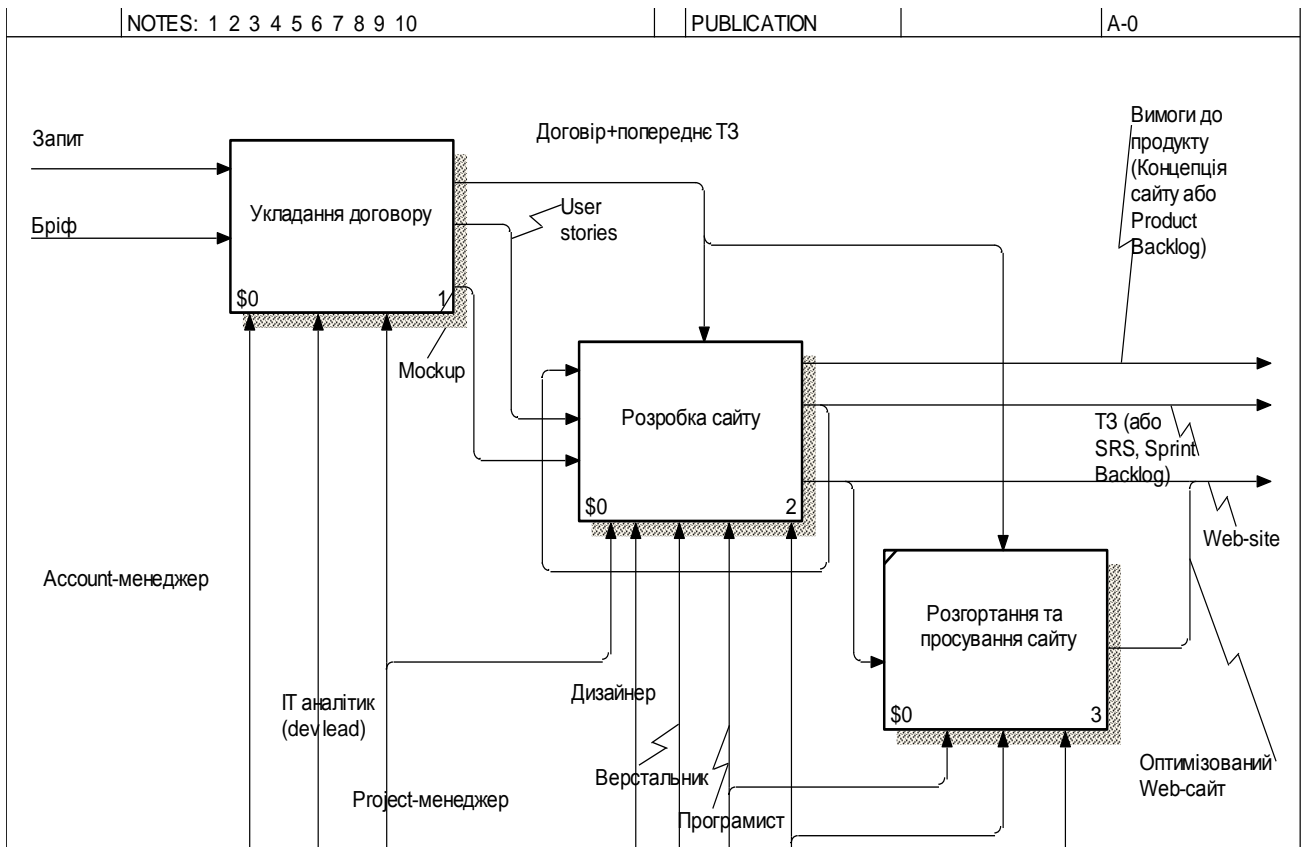 NOTES: 1 2 3 4 5 6 7 8 9 10
PUBLICATION
A-0
Запит
Бріф
Укладання договору
$0
1
Договір+попереднє ТЗ
User
stories
Mockup
Вимоги до
продукту
(Концепція
сайту або
Product
Backlog)
Розробка сайту
$0
2
ТЗ (або
SRS, Sprint
Backlog)
Web-site
Account-менеджер
Розгортання та
просування сайту
$0
3
ІТ аналітик
(dev lead)
Дизайнер
Верстальник
Project-менеджер
Програмист
Оптимізований
Web-сайт